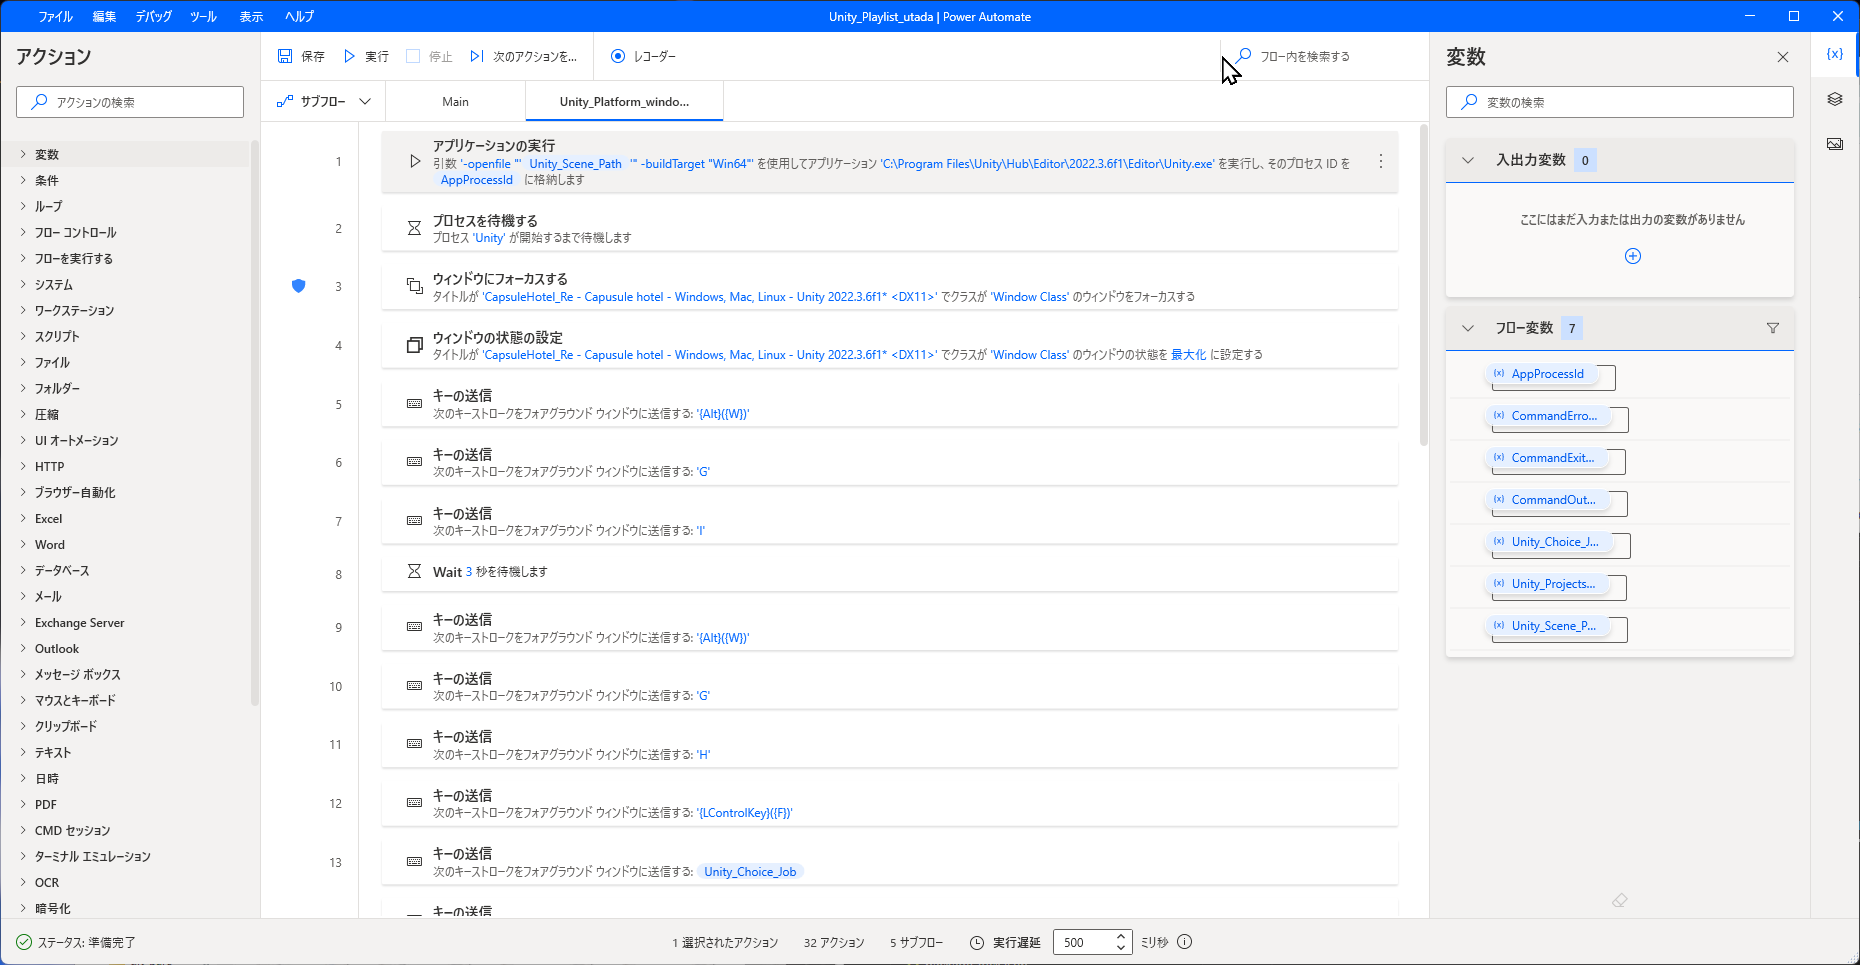 ファイル 編集 デバッグ ツール 表示 ヘルプ
Unity_Playlist_utada | Power Automate
アクション
アクションの検索
変数
条件
ループ
フロー コントロール
フローを実行する
システム
ワークステーション
スクリプト
ファイル
フォルダー
圧縮
UI オートメーション
HTTP
ブラウザー自動化
Excel
Word
データベース
メール
Exchange Server
Outlook
メッセージ ボックス
マウスとキーボード
クリップボード
テキスト
日時
PDF
CMD セッション
ターミナル エミュレーション
OCR
暗号化
保存 実行 停止 次のアクションを... レコーダー
フロー内を検索する
サブフロー Main Unity_Platform_windo...
1
アプリケーションの実行
引数 '-openfile "' Unity_Scene_Path '" -buildTarget "Win64"' を使用してアプリケーション 'C:\Program Files\Unity\Hub\Editor\2022.3.6f1\Editor\Unity.exe' を実行し、そのプロセス ID を
AppProcessId に格納します
2
プロセスを待機する
プロセス 'Unity' が開始するまで待機します
3
ウィンドウにフォーカスする
タイトルが 'CapsuleHotel_Re - Capusule hotel - Windows, Mac, Linux - Unity 2022.3.6f1* <DX11>' でクラスが 'Window Class' のウィンドウをフォーカスする
4
ウィンドウの状態の設定
タイトルが 'CapsuleHotel_Re - Capusule hotel - Windows, Mac, Linux - Unity 2022.3.6f1* <DX11>' でクラスが 'Window Class' のウィンドウの状態を 最大化 に設定する
5
キーの送信
次のキーストロークをフォアグラウンド ウィンドウに送信する: '{Alt}({W})'
6
キーの送信
次のキーストロークをフォアグラウンド ウィンドウに送信する: 'G'
7
キーの送信
次のキーストロークをフォアグラウンド ウィンドウに送信する: 'I'
8
Wait 3 秒を待機します
9
キーの送信
次のキーストロークをフォアグラウンド ウィンドウに送信する: '{Alt}({W})'
10
キーの送信
次のキーストロークをフォアグラウンド ウィンドウに送信する: 'G'
11
キーの送信
次のキーストロークをフォアグラウンド ウィンドウに送信する: 'H'
12
キーの送信
次のキーストロークをフォアグラウンド ウィンドウに送信する: '{LControlKey}({F})'
13
キーの送信
次のキーストロークをフォアグラウンド ウィンドウに送信する: Unity_Choice_Job
キーの送信
変数
変数の検索
入出力変数 0
ここにはまだ入力または出力の変数がありません
フロー変数 7
{x} AppProcessId
{x} CommandErro...
{x} CommandExit...
{x} CommandOut...
{x} Unity_Choice_J...
{x} Unity_Projects...
{x} Unity_Scene_P...
{x}
ステータス: 準備完了
1 選択されたアクション 32 アクション 5 サブフロー 実行遅延 500 ミリ秒